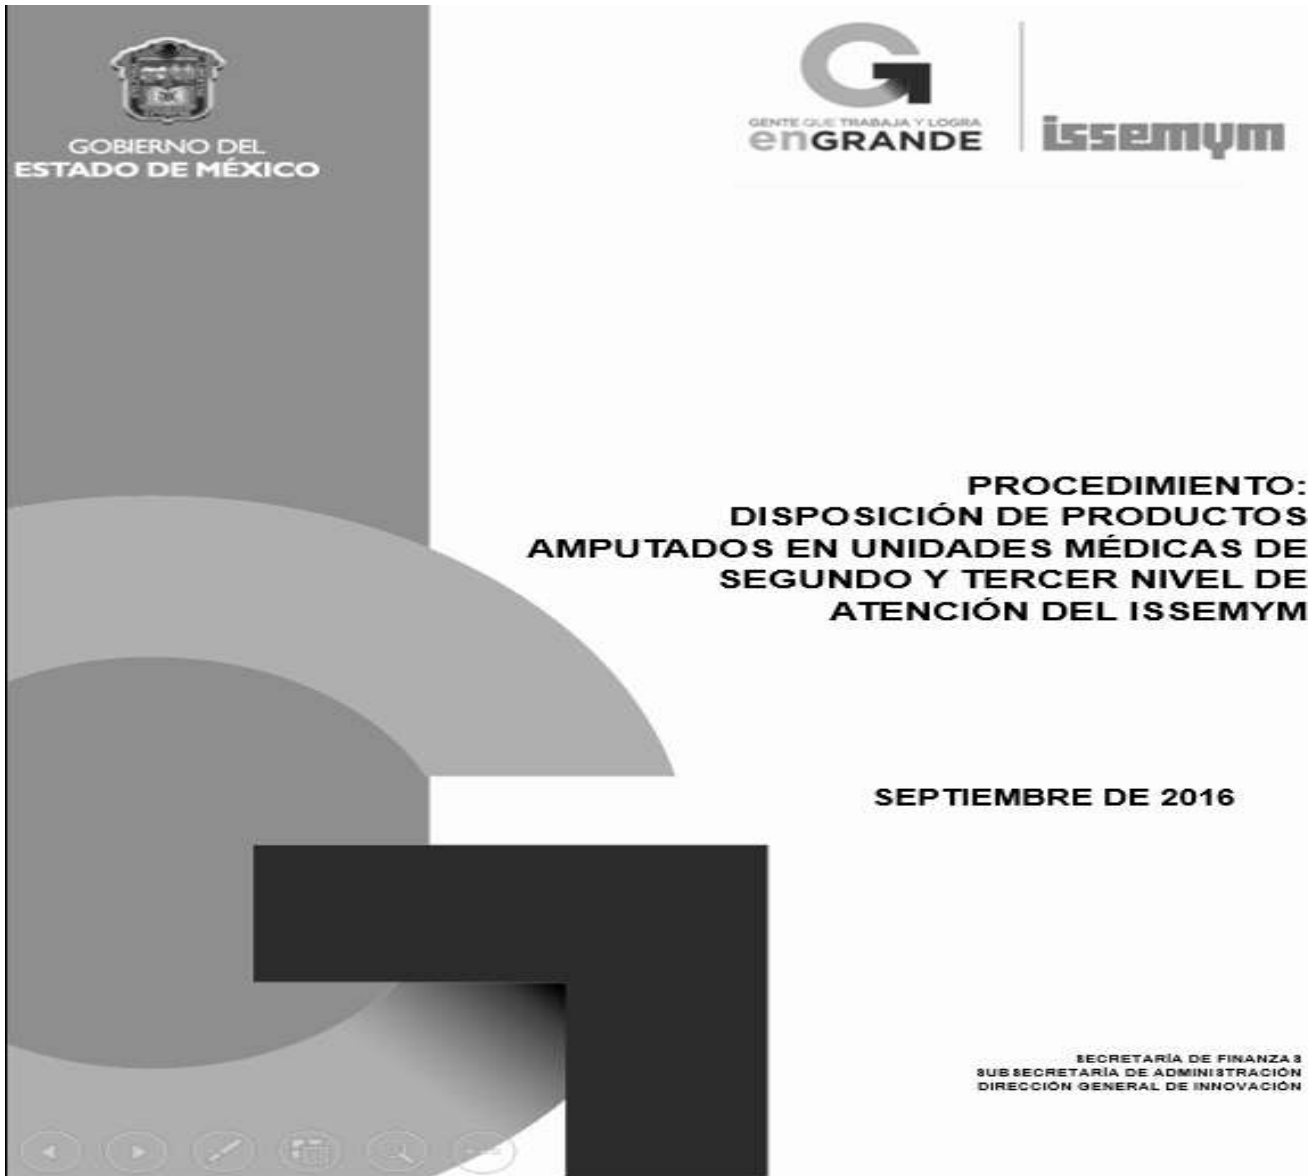 GOBIERNO DEL
ESTADO DE MÉXICO
GENTE QUE TRABAJA Y LOGRA
enGRANDE
issemym
PROCEDIMIENTO:
DISPOSICIÓN DE PRODUCTOS
AMPUTADOS EN UNIDADES MÉDICAS DE
SEGUNDO Y TERCER NIVEL DE
ATENCIÓN DEL ISSEMYM
SEPTIEMBRE DE 2016
SECRETARÍA DE FINANZAS
SUBSECRETARÍA DE ADMINISTRACIÓN
DIRECCIÓN GENERAL DE INNOVACIÓN